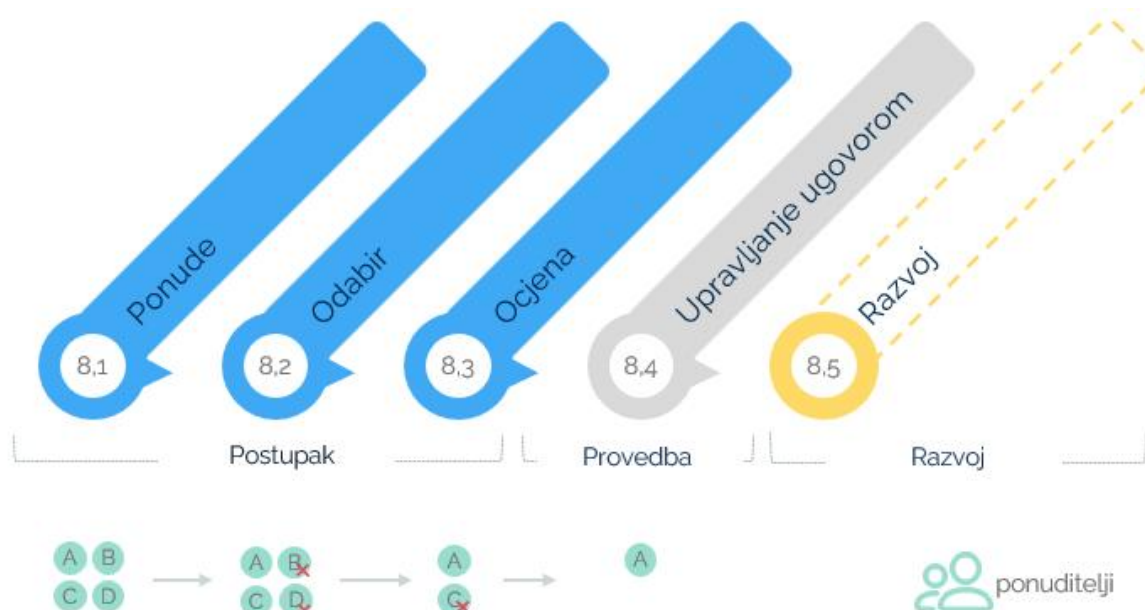 Ponude
Odabir
Ocjena
Upravljanje ugovorom
Razvoj
8,1
8,2
8,3
8,4
8,5
Postupak
Provedba
Razvoj
A B
A B
A
A
C D
C D
C
ponuditelji